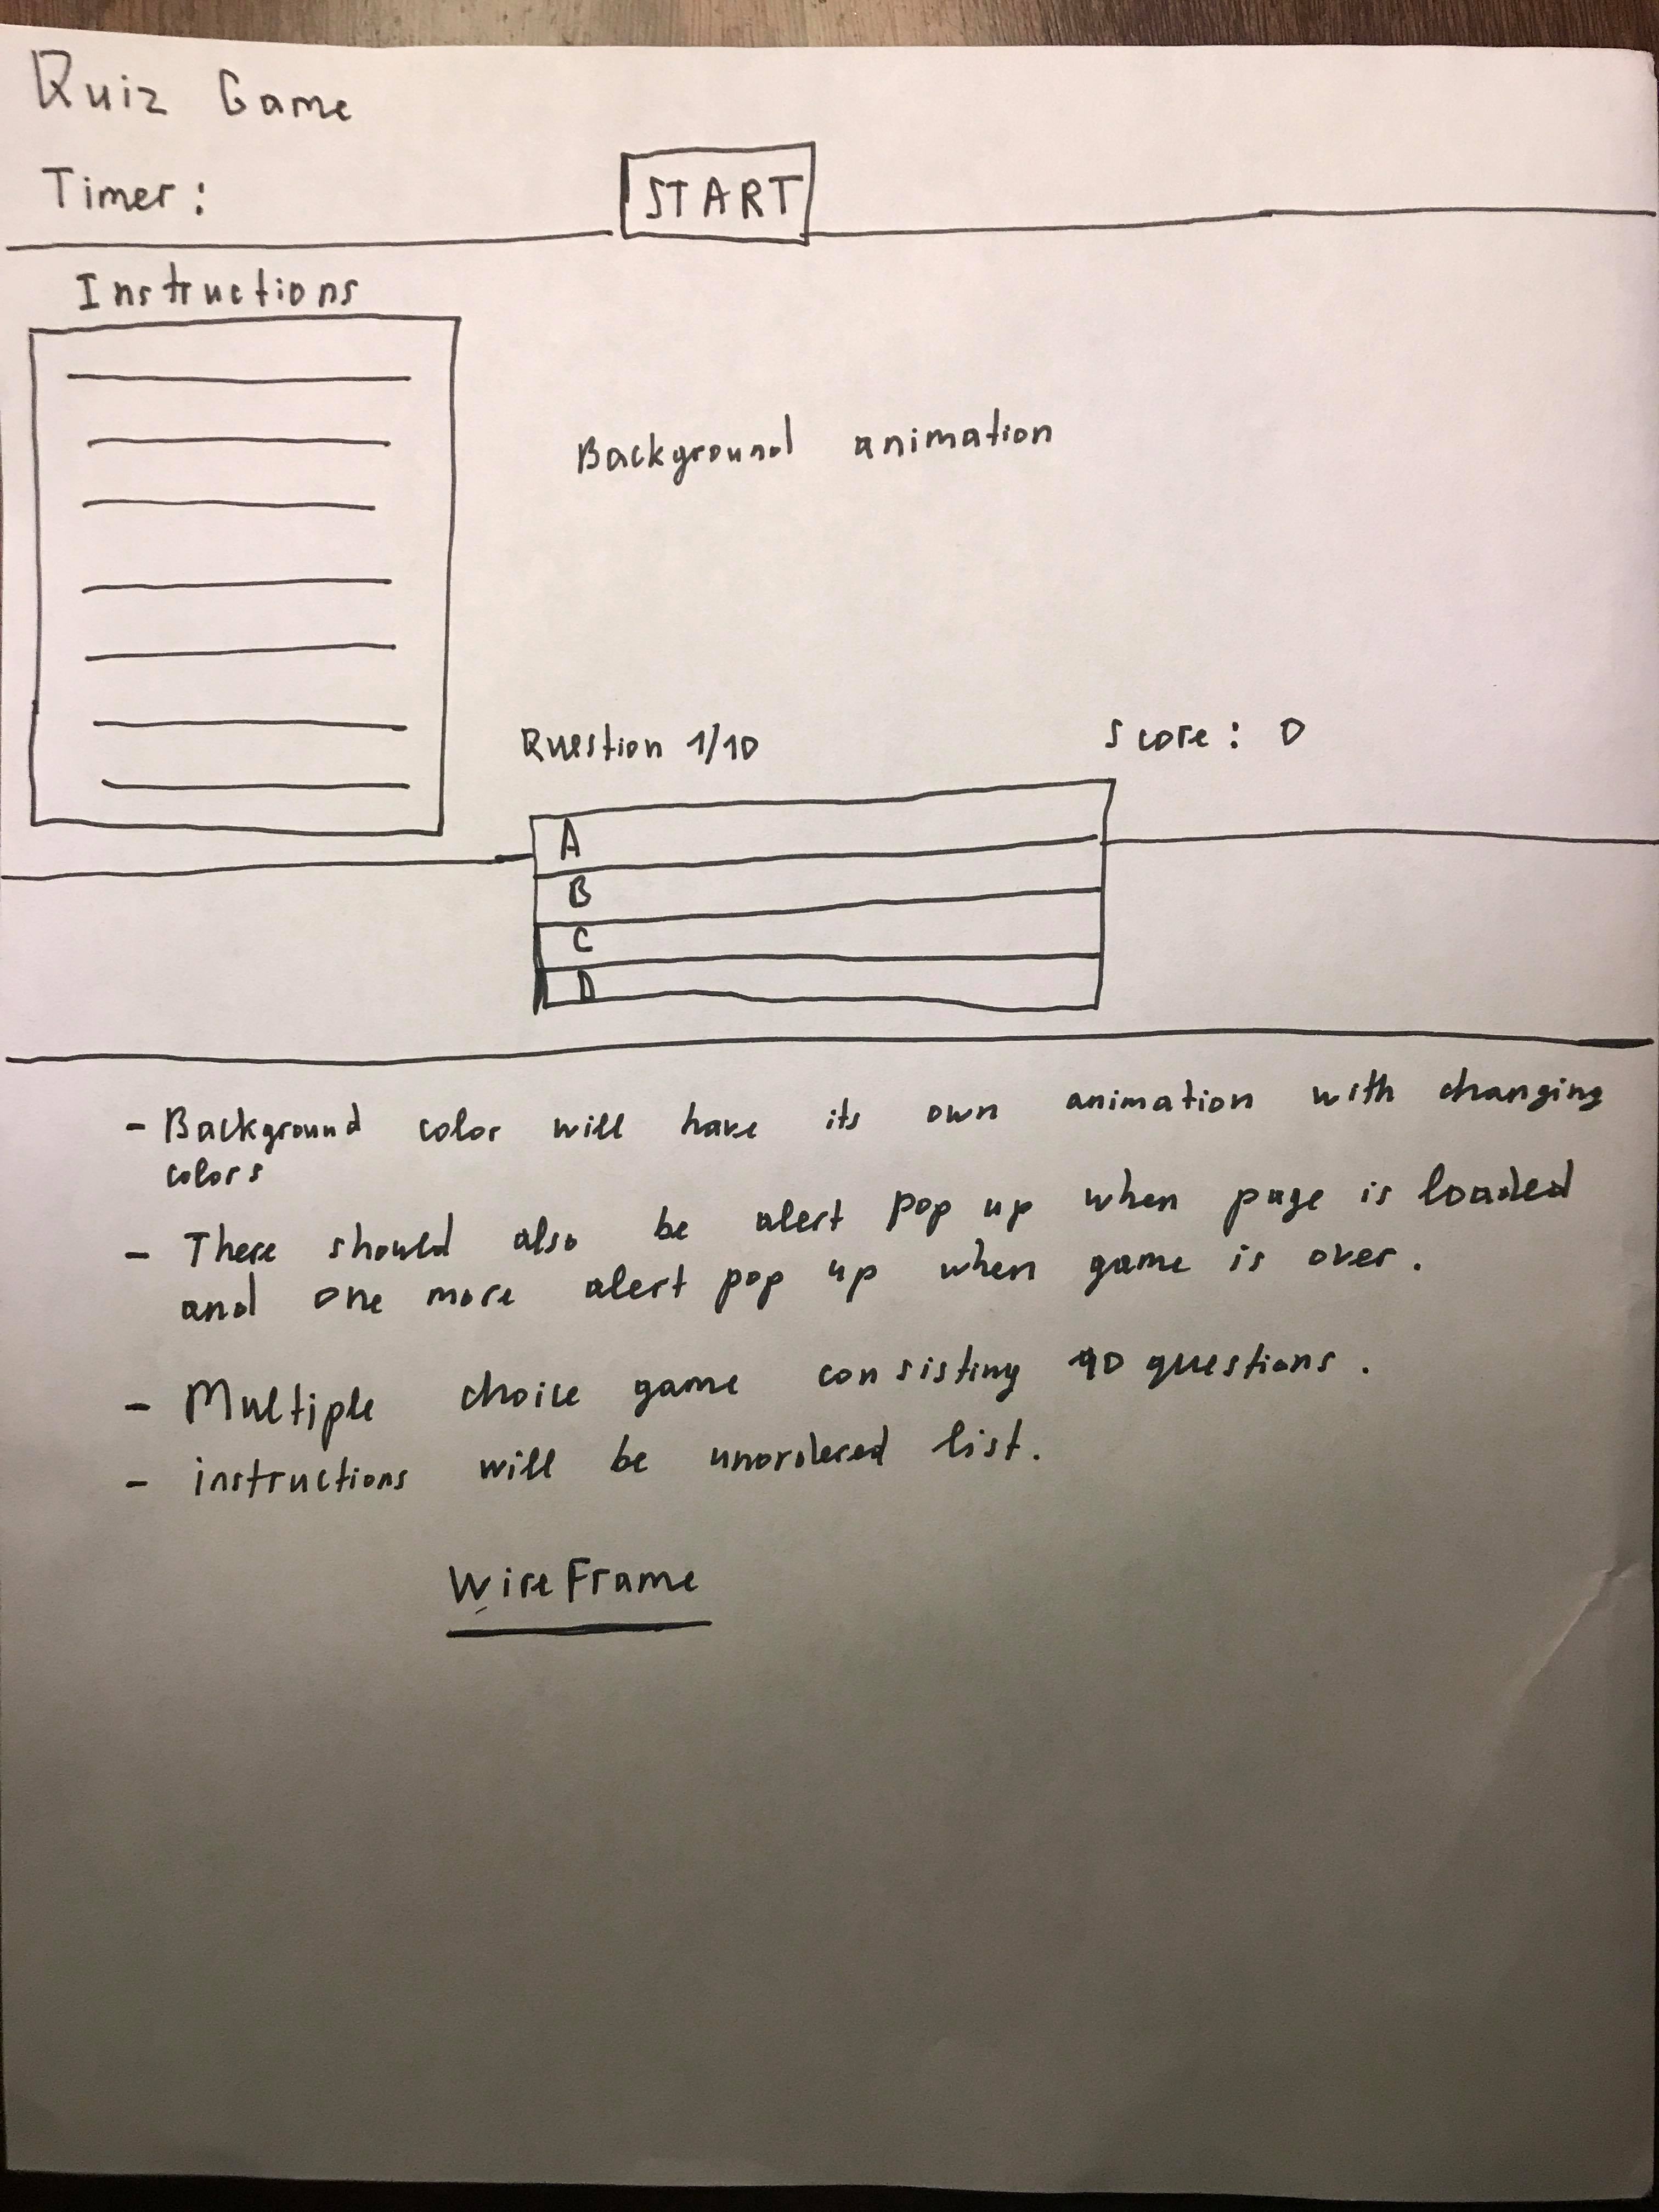 Quiz Game
Timer:
START
Instructions
Background animation
Question 1/10
Score: 0
A
B
C
D
- Background color will have its own animation with changing
colors
- There should also be alert pop up when page is loaded
and one more alert pop up when game is over.
- Multiple choice game consisting 10 questions.
- instructions will be unordered list.
WireFrame